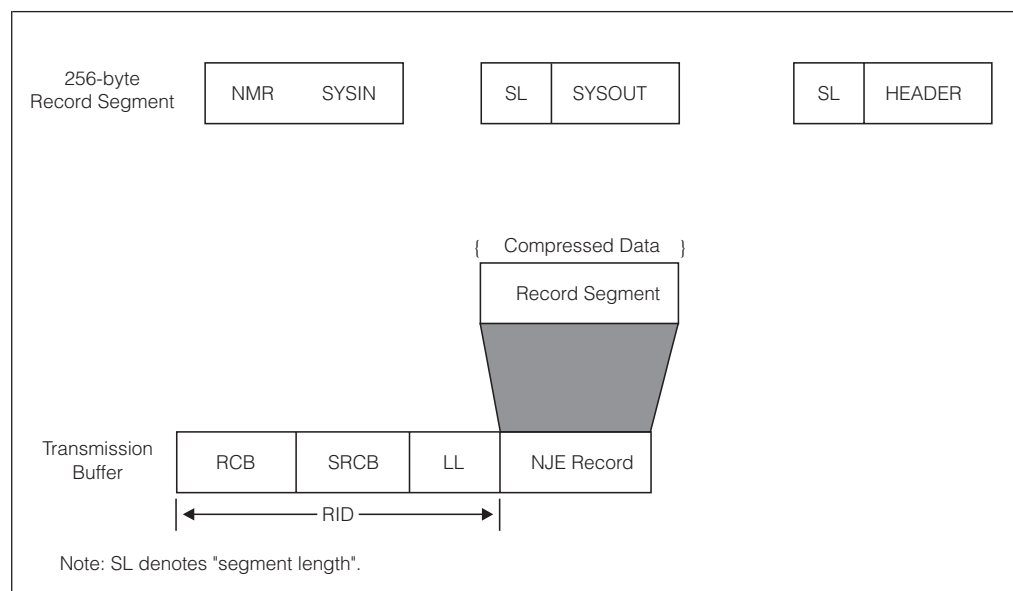 256-byte
Record Segment
NMR SYSIN
SL SYSOUT
SL HEADER
{ Compressed Data }
Record Segment
Transmission
Buffer
RCB SRCB LL NJE Record
RID
Note: SL denotes "segment length".